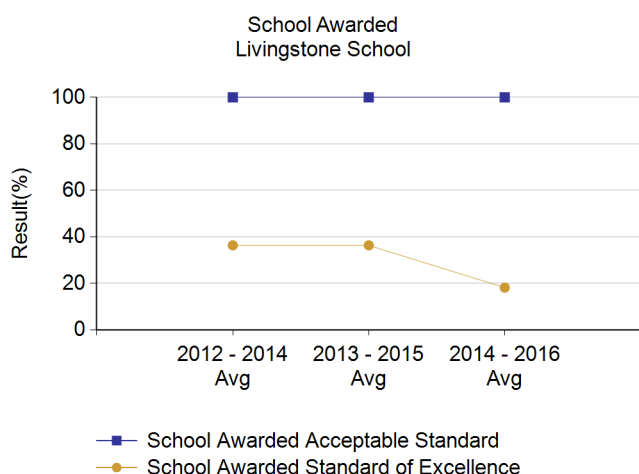 School Awarded
Livingstone School
100
80
60
40
20
0
Result(%)
2012 - 2014
Avg
2013 - 2015
Avg
2014 - 2016
Avg
School Awarded Acceptable Standard
School Awarded Standard of Excellence